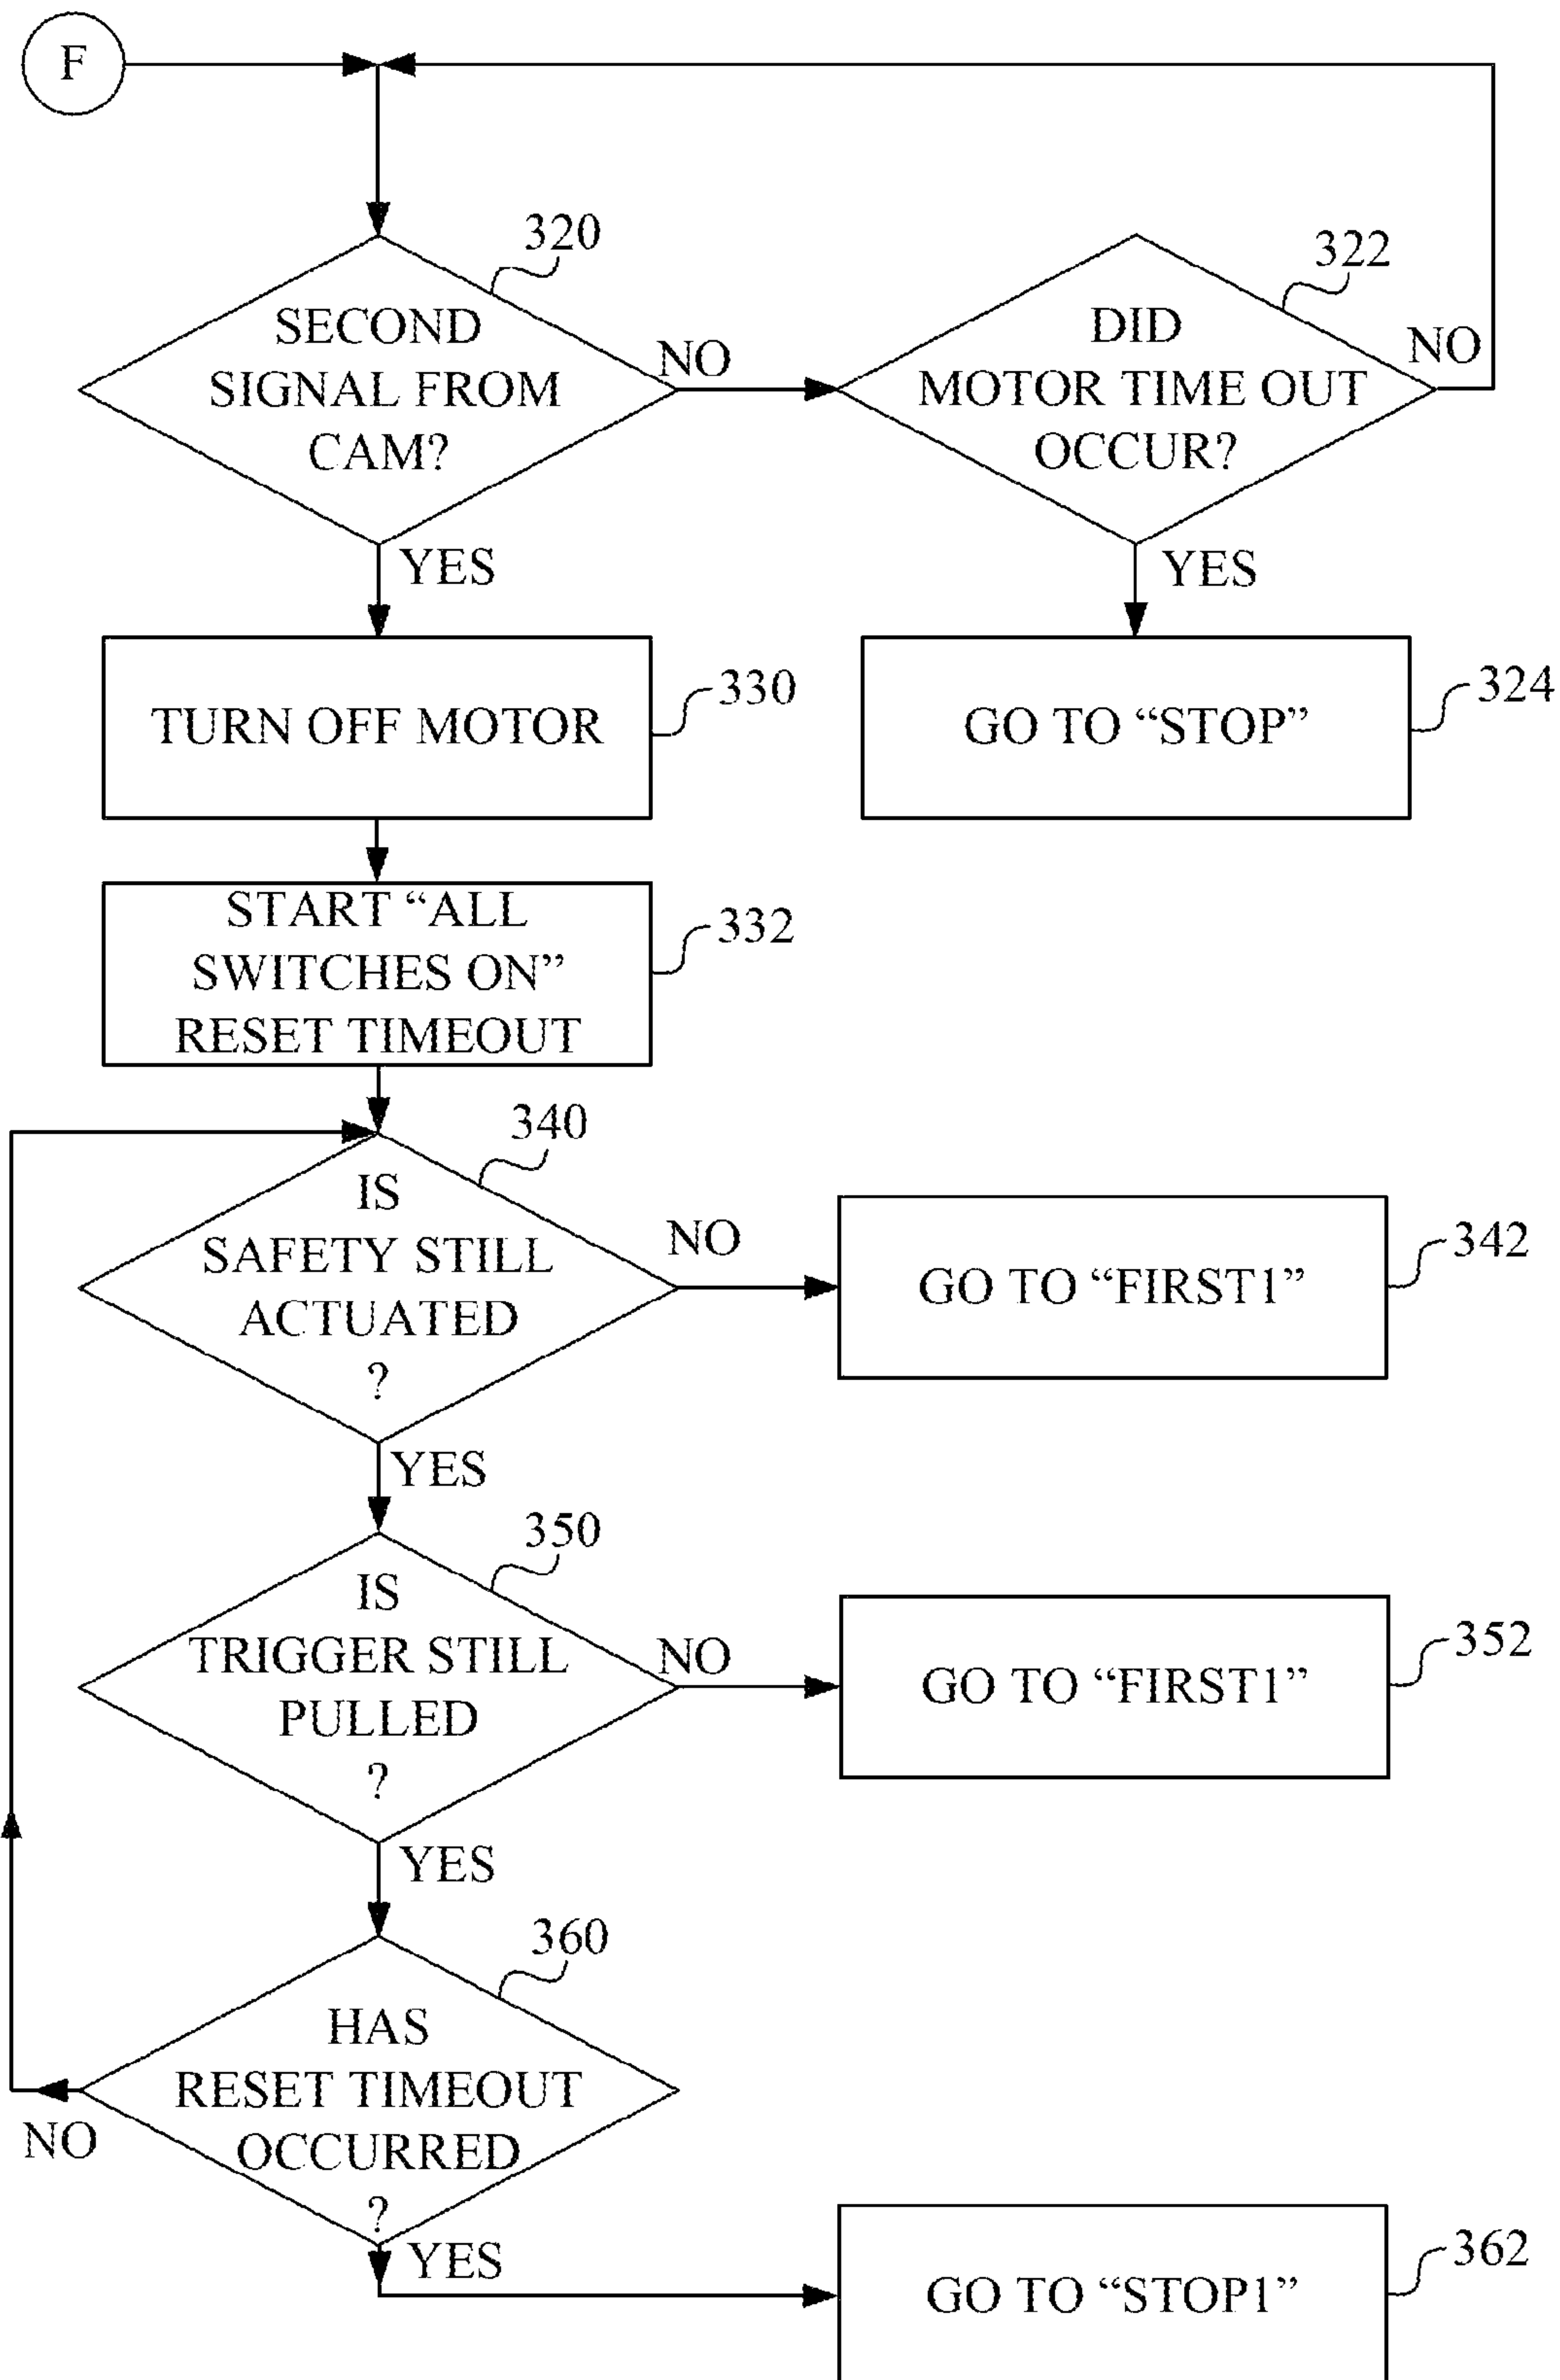 F
320
SECOND
SIGNAL FROM
CAM?
NO
YES
322
DID
MOTOR TIME OUT
OCCUR?
NO
YES
TURN OFF MOTOR
330
GO TO “STOP”
324
START “ALL
SWITCHES ON”
RESET TIMEOUT
332
340
IS
SAFETY STILL
ACTUATED
?
NO
YES
GO TO “FIRST1”
342
350
IS
TRIGGER STILL
PULLED
?
NO
YES
GO TO “FIRST1”
352
360
HAS
RESET TIMEOUT
OCCURRED
?
NO
YES
GO TO “STOP1”
362